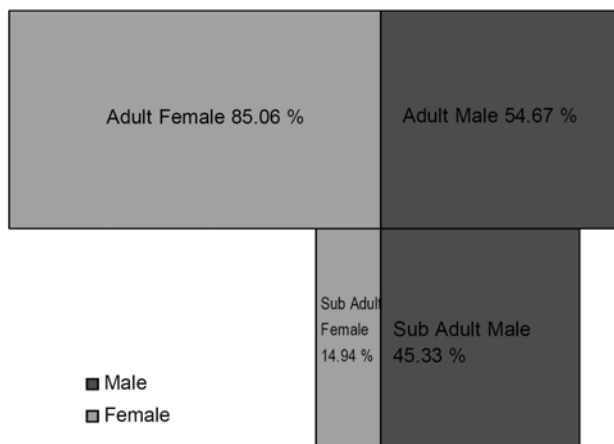 Adult Female 85.06 %
Adult Male 54.67 %
Sub Adult
Female
14.94 %
Sub Adult Male
45.33 %
Male
Female